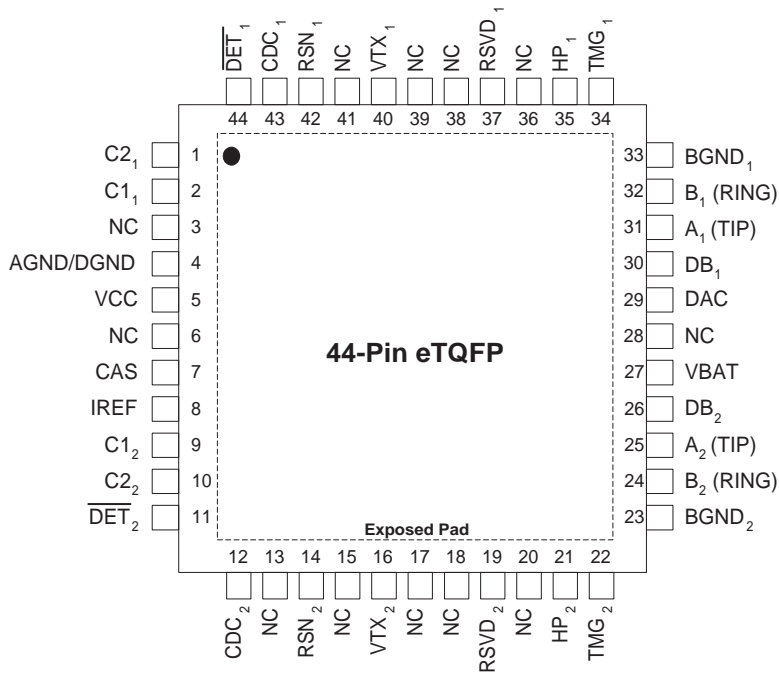 D̅E̅T̅₁ CDC₁ RSN₁ NC VTX₁ NC NC RSVD₁ NC HP₁ TMG₁
44 43 42 41 40 39 38 37 36 35 34
C2₁ 1 33 BGND₁
C1₁ 2 32 B₁ (RING)
NC 3 31 A₁ (TIP)
AGND/DGND 4 30 DB₁
VCC 5 29 DAC
NC 6 28 NC
44-Pin eTQFP
CAS 7 27 VBAT
IREF 8 26 DB₂
C1₂ 9 25 A₂ (TIP)
C2₂ 10 24 B₂ (RING)
D̅E̅T̅₂ 11 23 BGND₂
Exposed Pad
12 13 14 15 16 17 18 19 20 21 22
CDC₂ NC RSN₂ NC VTX₂ NC NC RSVD₂ NC HP₂ TMG₂